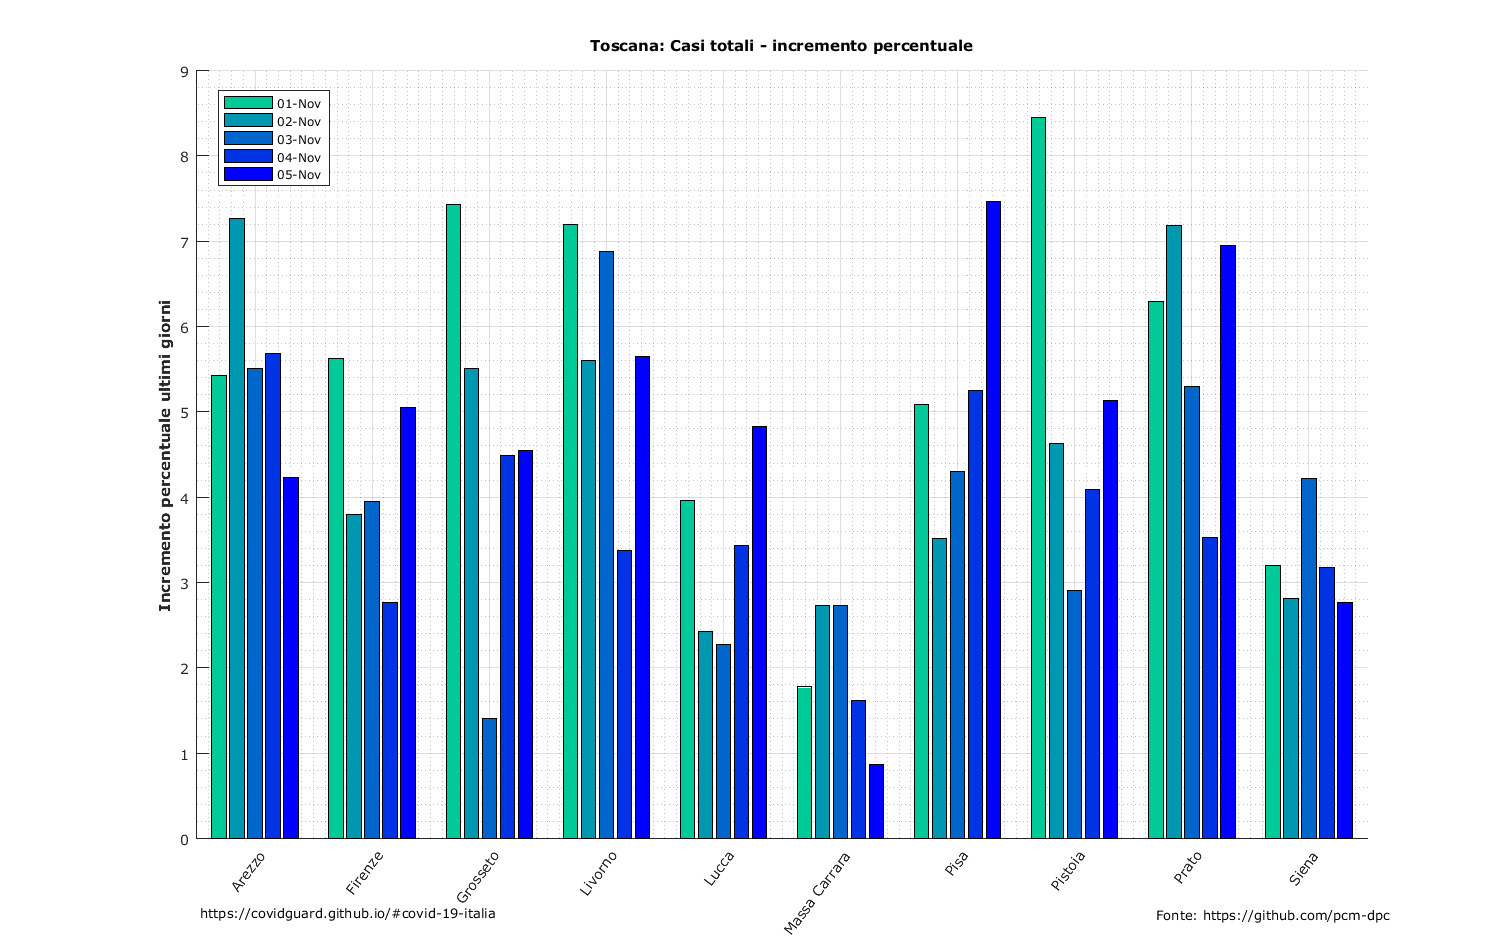 Toscana: Casi totali - incremento percentuale
9
8
7
6
5
4
3
2
1
0
Incremento percentuale ultimi giorni
01-Nov
02-Nov
03-Nov
04-Nov
05-Nov
Arezzo
Firenze
Grosseto
Livorno
Lucca
Massa Carrara
Pisa
Pistoia
Prato
Siena
https://covidguard.github.io/#covid-19-italia
Fonte: https://github.com/pcm-dpc